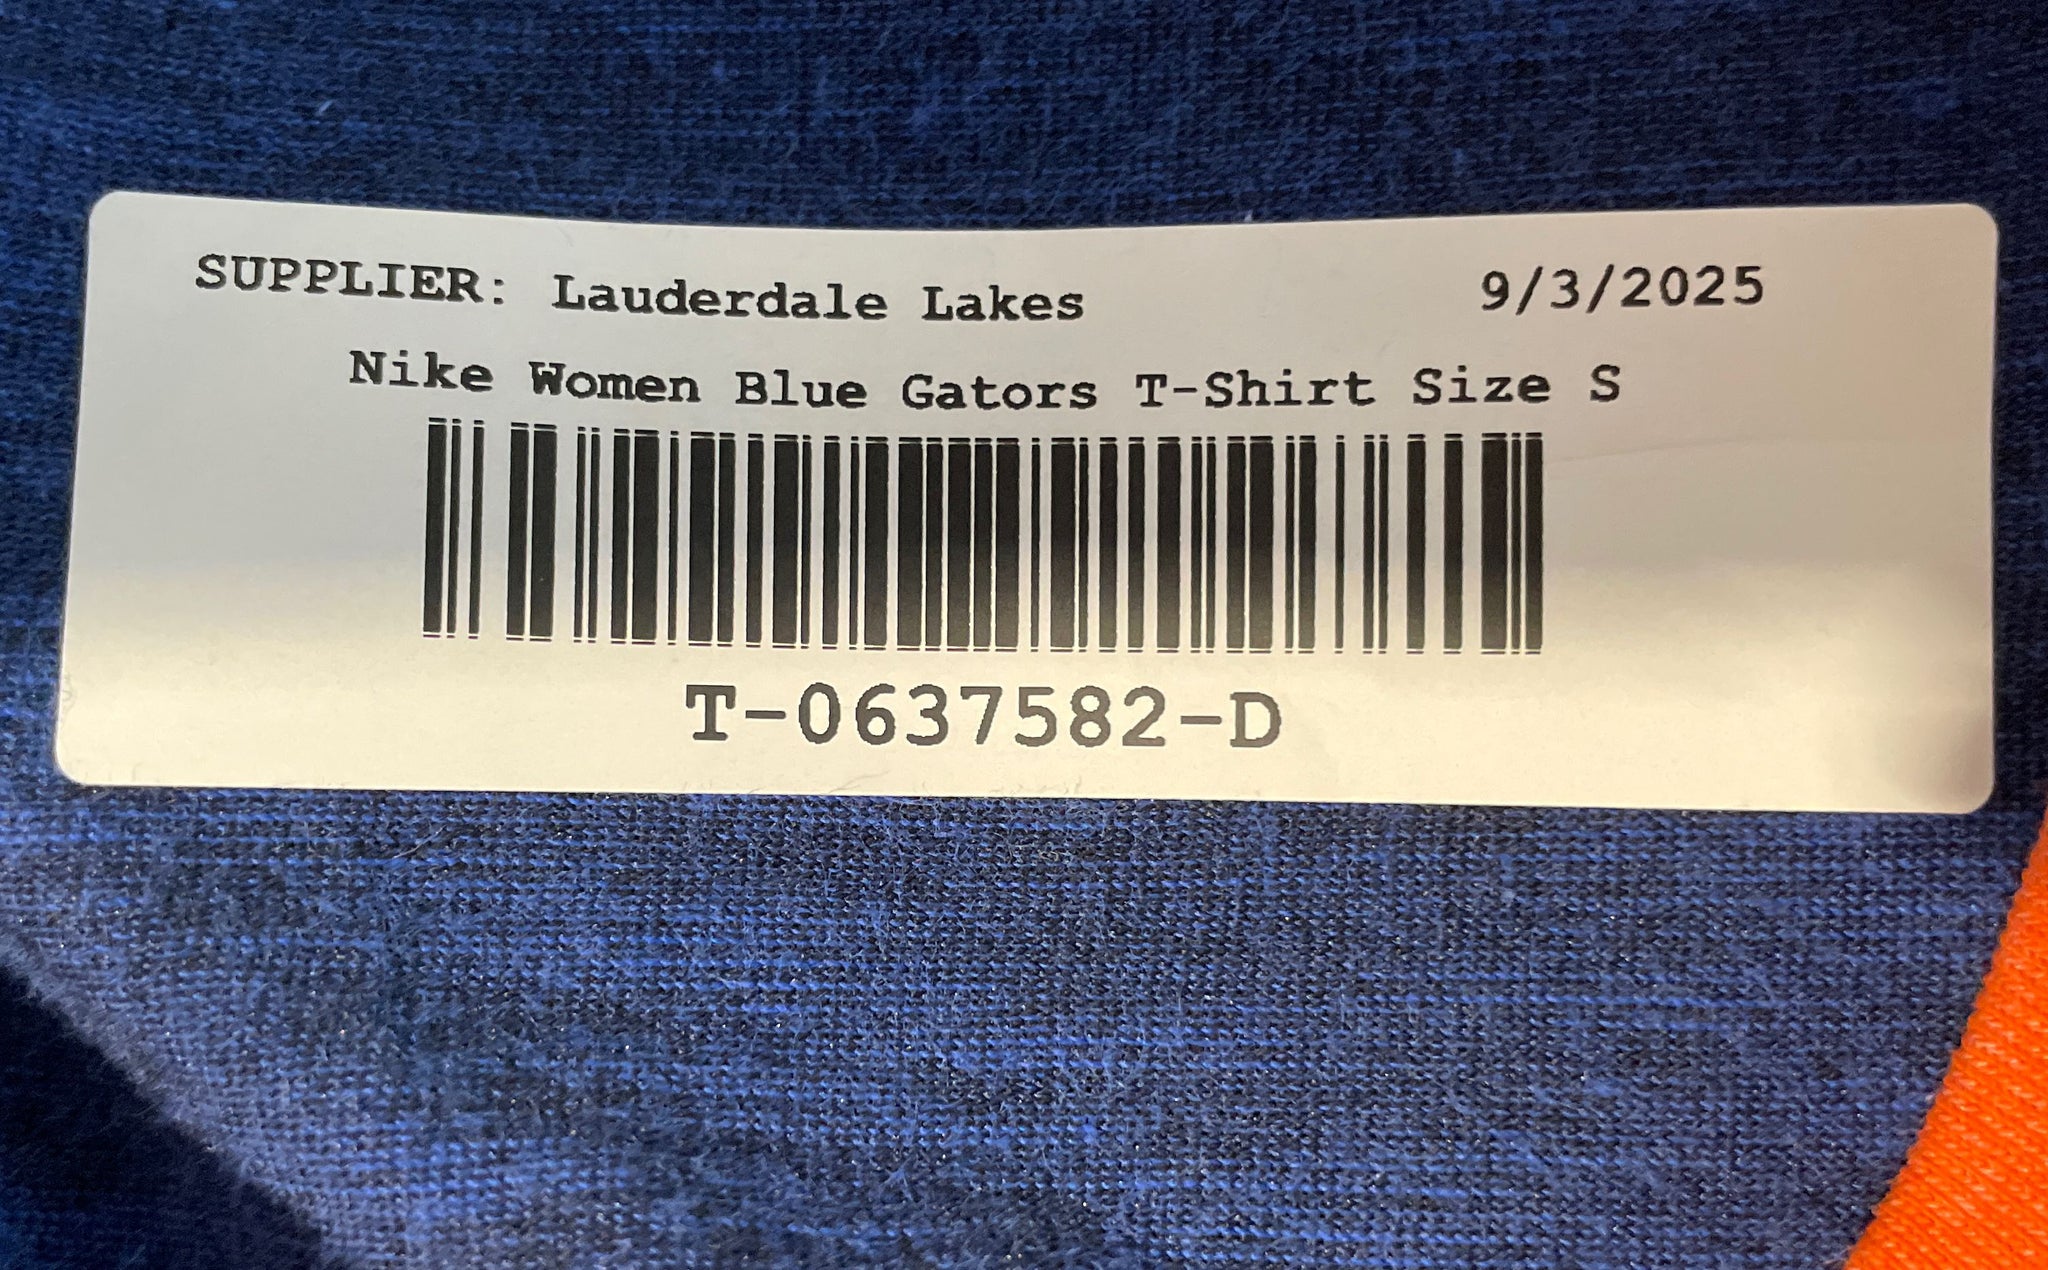 SUPPLIER: Lauderdale Lakes 9/3/2025
Nike Women Blue Gators T-Shirt Size S
T-0637582-D